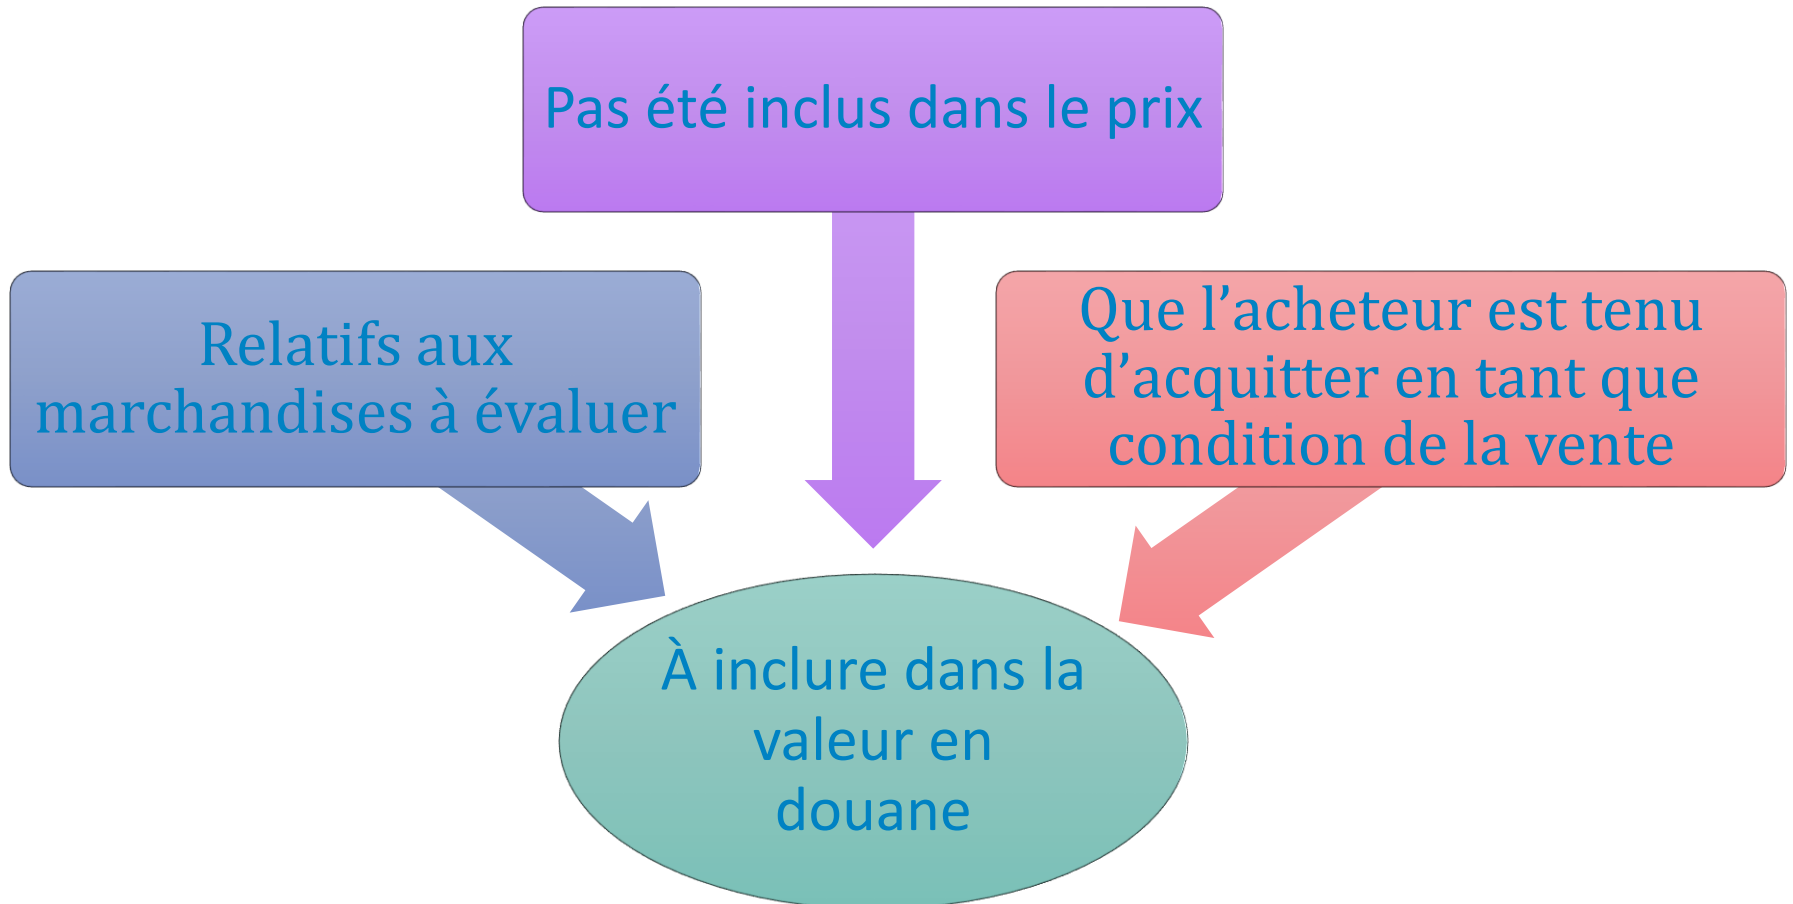 Pas été inclus dans le prix
Relatifs aux
marchandises à évaluer
Que l’acheteur est tenu
d’acquitter en tant que
condition de la vente
À inclure dans la
valeur en
douane